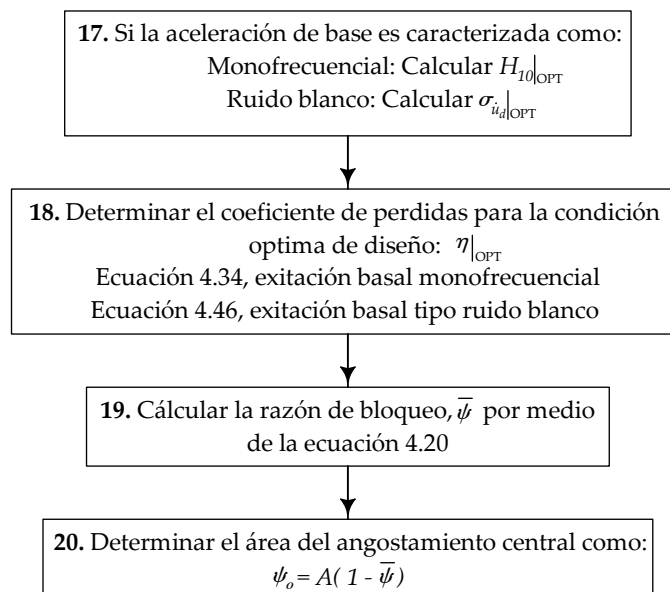 17. Si la aceleración de base es caracterizada como:
Monofrecuencial: Calcular H₁₀|OPT
Ruido blanco: Calcular σ_u̇_d|OPT
18. Determinar el coeficiente de perdidas para la condición
optima de diseño: η|OPT
Ecuación 4.34, exitación basal monofrecuencial
Ecuación 4.46, exitación basal tipo ruido blanco
19. Cálcular la razón de bloqueo, ψ̅ por medio
de la ecuación 4.20
20. Determinar el área del angostamiento central como:
ψₒ = A( 1 - ψ̅ )